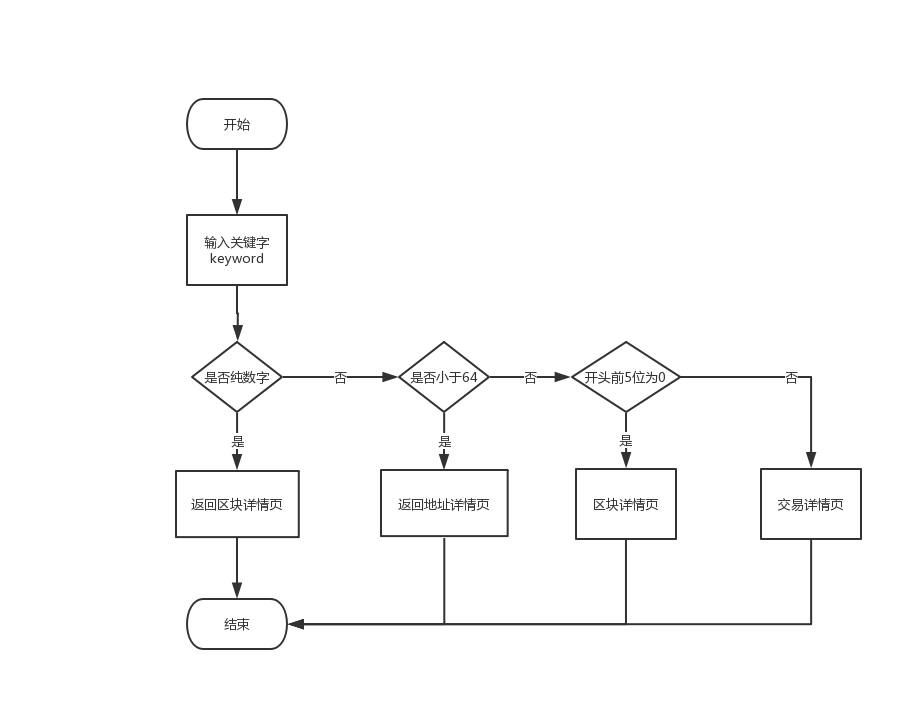 开始
输入关键字
keyword
是否纯数字
否
是否小于64
否
开头前5位为0
否
是
是
是
返回区块详情页
返回地址详情页
区块详情页
交易详情页
结束